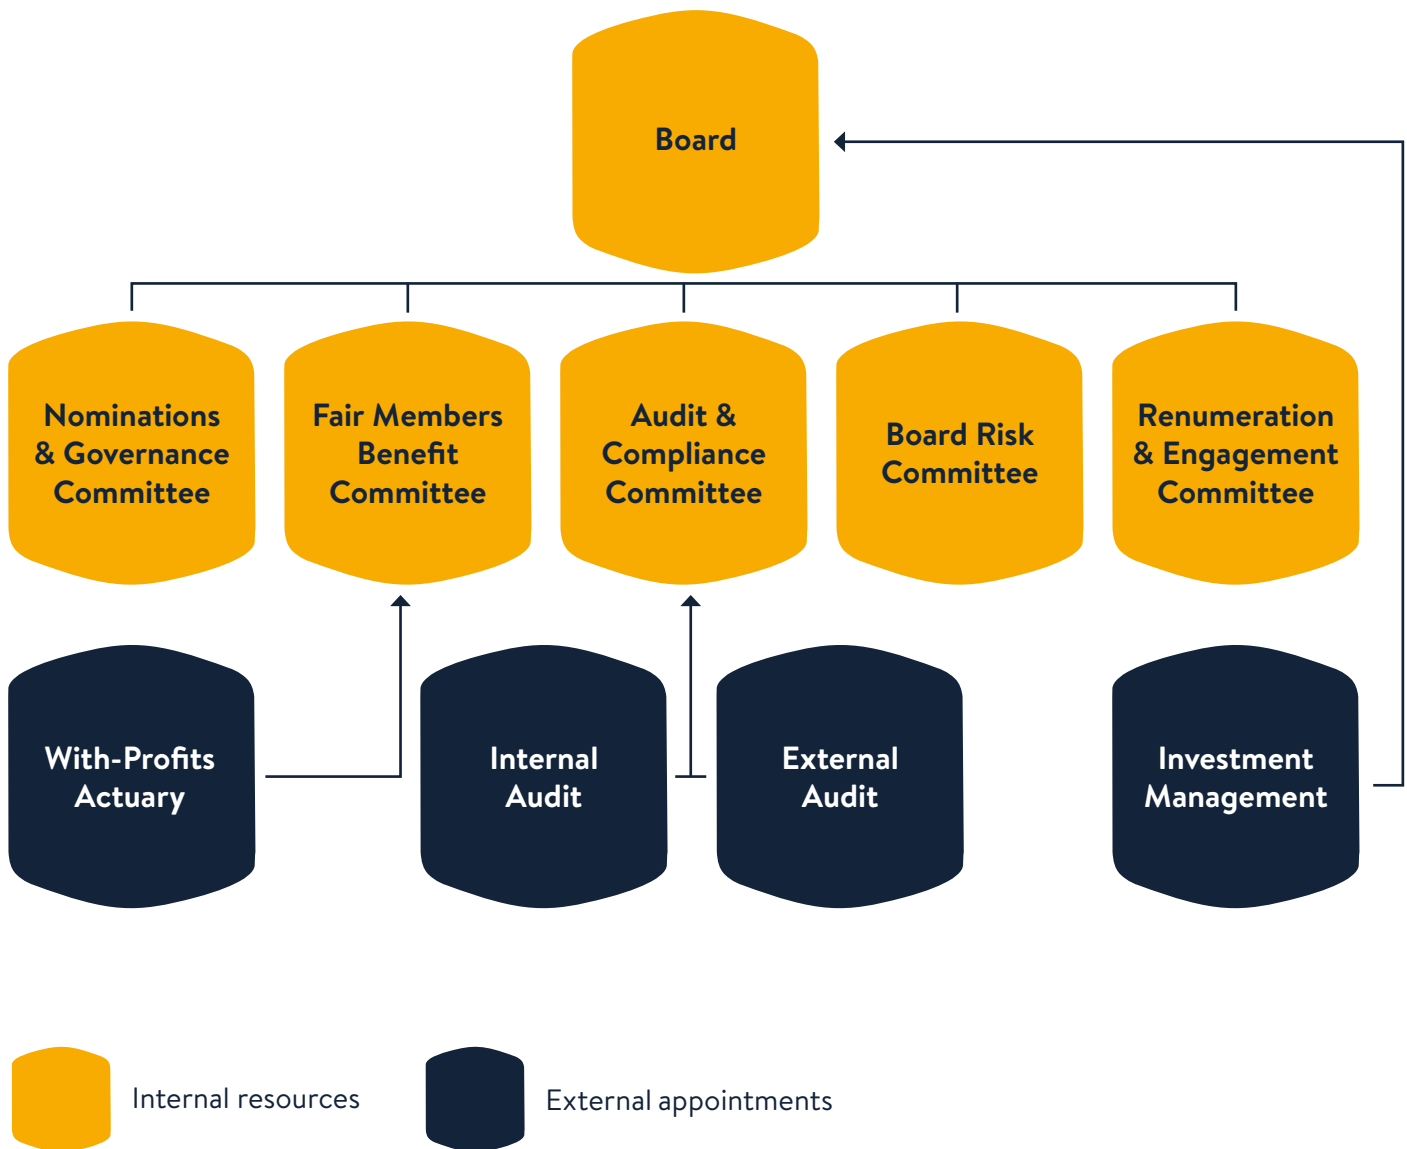 Board
Nominations
& Governance
Committee
Fair Members
Benefit
Committee
Audit &
Compliance
Committee
Board Risk
Committee
Renumeration
& Engagement
Committee
With-Profits
Actuary
Internal
Audit
External
Audit
Investment
Management
Internal resources
External appointments